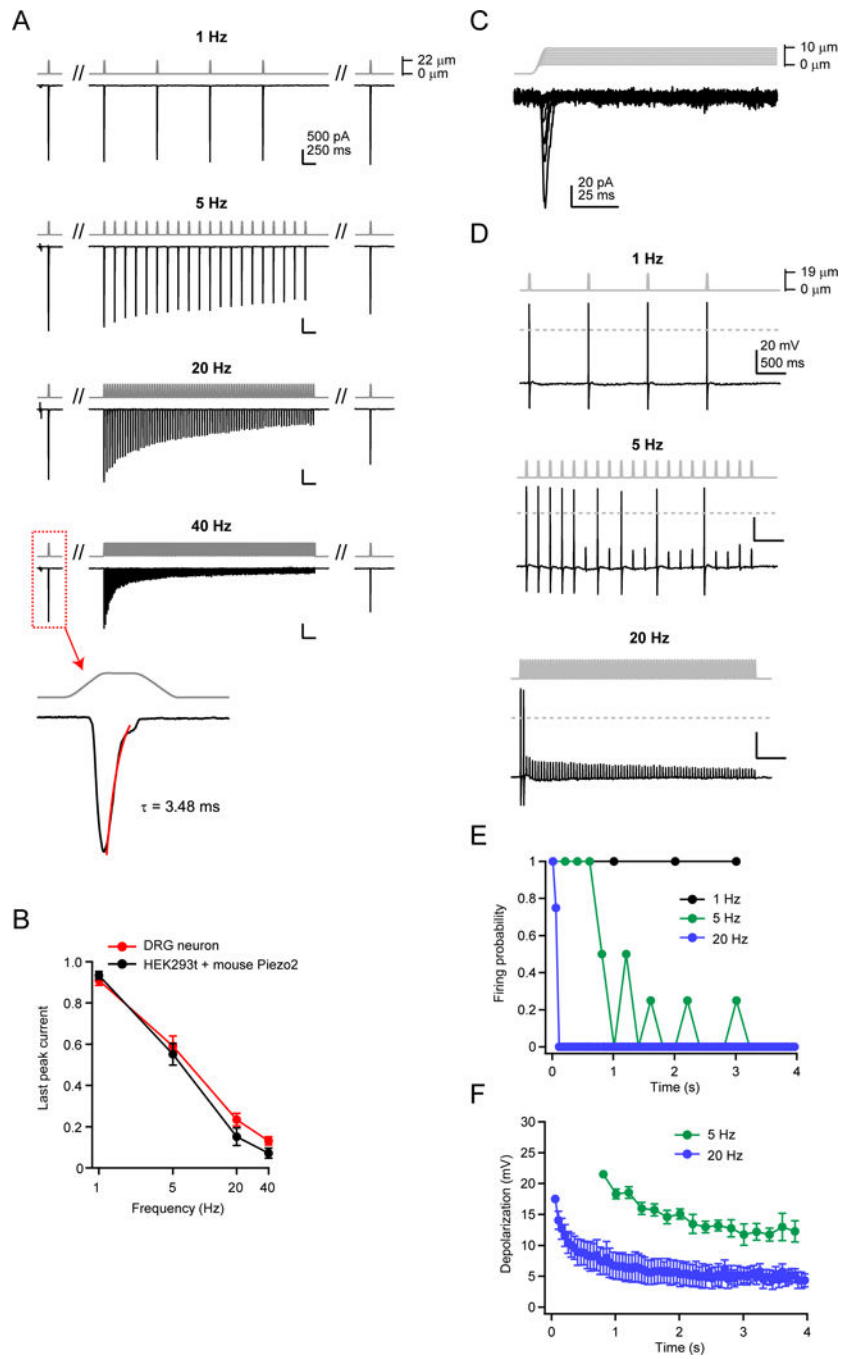 A
1 Hz
22 μm
0 μm
//
//
500 pA
250 ms
5 Hz
//
//
20 Hz
//
//
40 Hz
//
//
τ = 3.48 ms
B
DRG neuron
HEK293t + mouse Piezo2
1.0
0.8
0.6
0.4
0.2
0
Last peak current
1
5
20
40
Frequency (Hz)
C
10 μm
0 μm
20 pA
25 ms
D
1 Hz
19 μm
0 μm
20 mV
500 ms
5 Hz
20 Hz
E
1
0.8
0.6
0.4
0.2
0
Firing probability
1 Hz
5 Hz
20 Hz
0
1
2
3
4
Time (s)
F
30
25
20
15
10
5
0
Depolarization (mV)
5 Hz
20 Hz
0
1
2
3
4
Time (s)